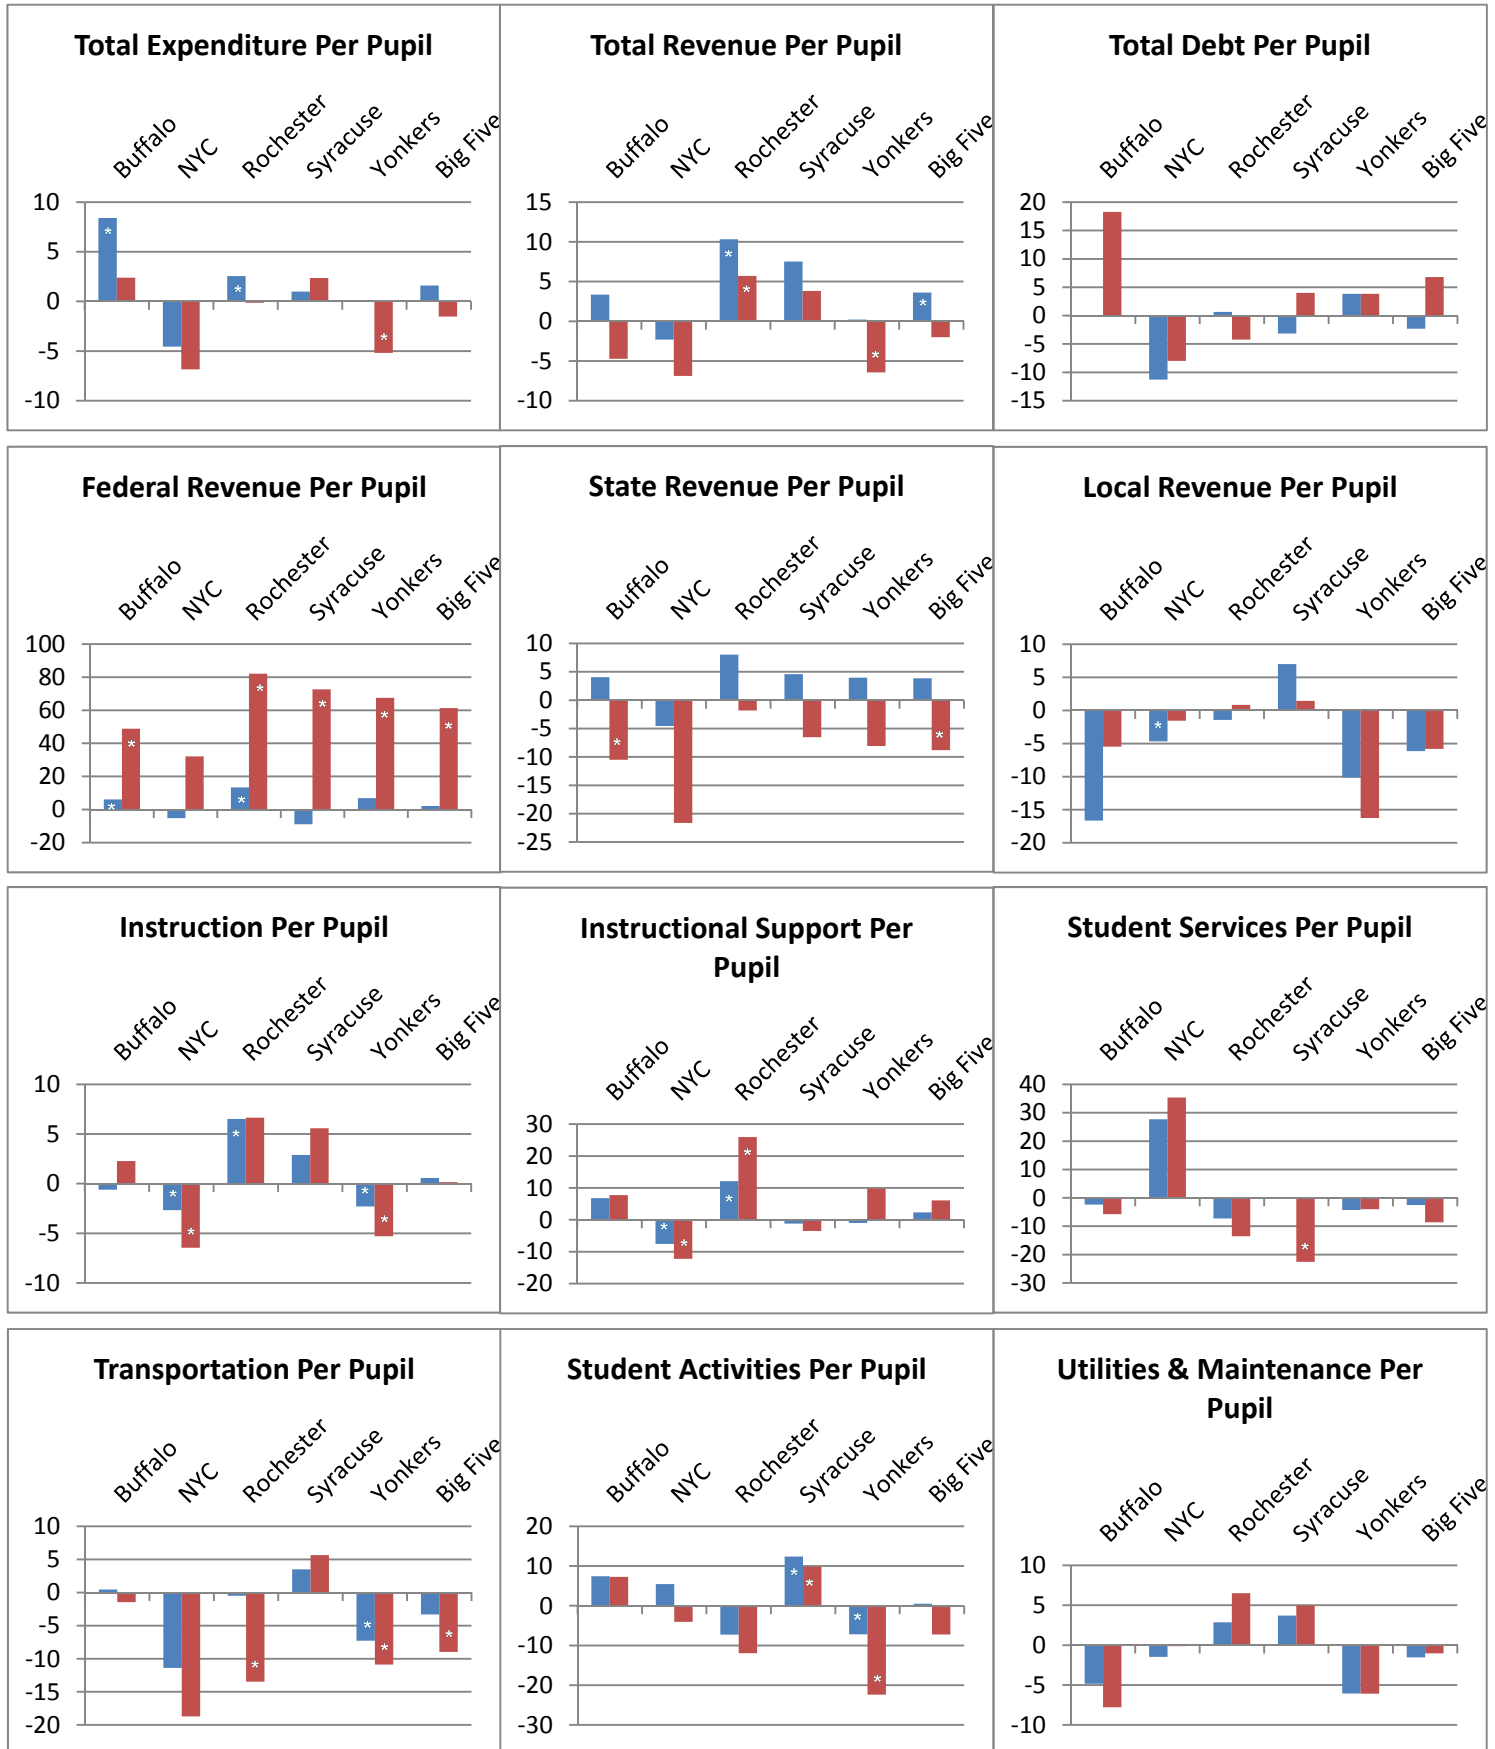 Total Expenditure Per Pupil
Buffalo
NYC
Rochester
Syracuse
Yonkers
Big Five
10
5
0
-5
-10
*
*
*
Total Revenue Per Pupil
Buffalo
NYC
Rochester
Syracuse
Yonkers
Big Five
15
10
5
0
-5
-10
*
*
*
*
Total Debt Per Pupil
Buffalo
NYC
Rochester
Syracuse
Yonkers
Big Five
20
15
10
5
0
-5
-10
-15
Federal Revenue Per Pupil
Buffalo
NYC
Rochester
Syracuse
Yonkers
Big Five
100
80
60
40
20
0
-20
*
*
*
*
*
*
*
State Revenue Per Pupil
Buffalo
NYC
Rochester
Syracuse
Yonkers
Big Five
10
5
0
-5
-10
-15
-20
-25
*
*
Local Revenue Per Pupil
Buffalo
NYC
Rochester
Syracuse
Yonkers
Big Five
10
5
0
-5
-10
-15
-20
*
Instruction Per Pupil
Buffalo
NYC
Rochester
Syracuse
Yonkers
Big Five
10
5
0
-5
-10
*
*
*
*
*
Instructional Support Per
Pupil
Buffalo
NYC
Rochester
Syracuse
Yonkers
Big Five
30
20
10
0
-10
-20
*
*
*
*
Student Services Per Pupil
Buffalo
NYC
Rochester
Syracuse
Yonkers
Big Five
40
30
20
10
0
-10
-20
-30
*
Transportation Per Pupil
Buffalo
NYC
Rochester
Syracuse
Yonkers
Big Five
10
5
0
-5
-10
-15
-20
*
*
*
*
Student Activities Per Pupil
Buffalo
NYC
Rochester
Syracuse
Yonkers
Big Five
20
10
0
-10
-20
-30
*
*
*
*
Utilities & Maintenance Per
Pupil
Buffalo
NYC
Rochester
Syracuse
Yonkers
Big Five
10
5
0
-5
-10